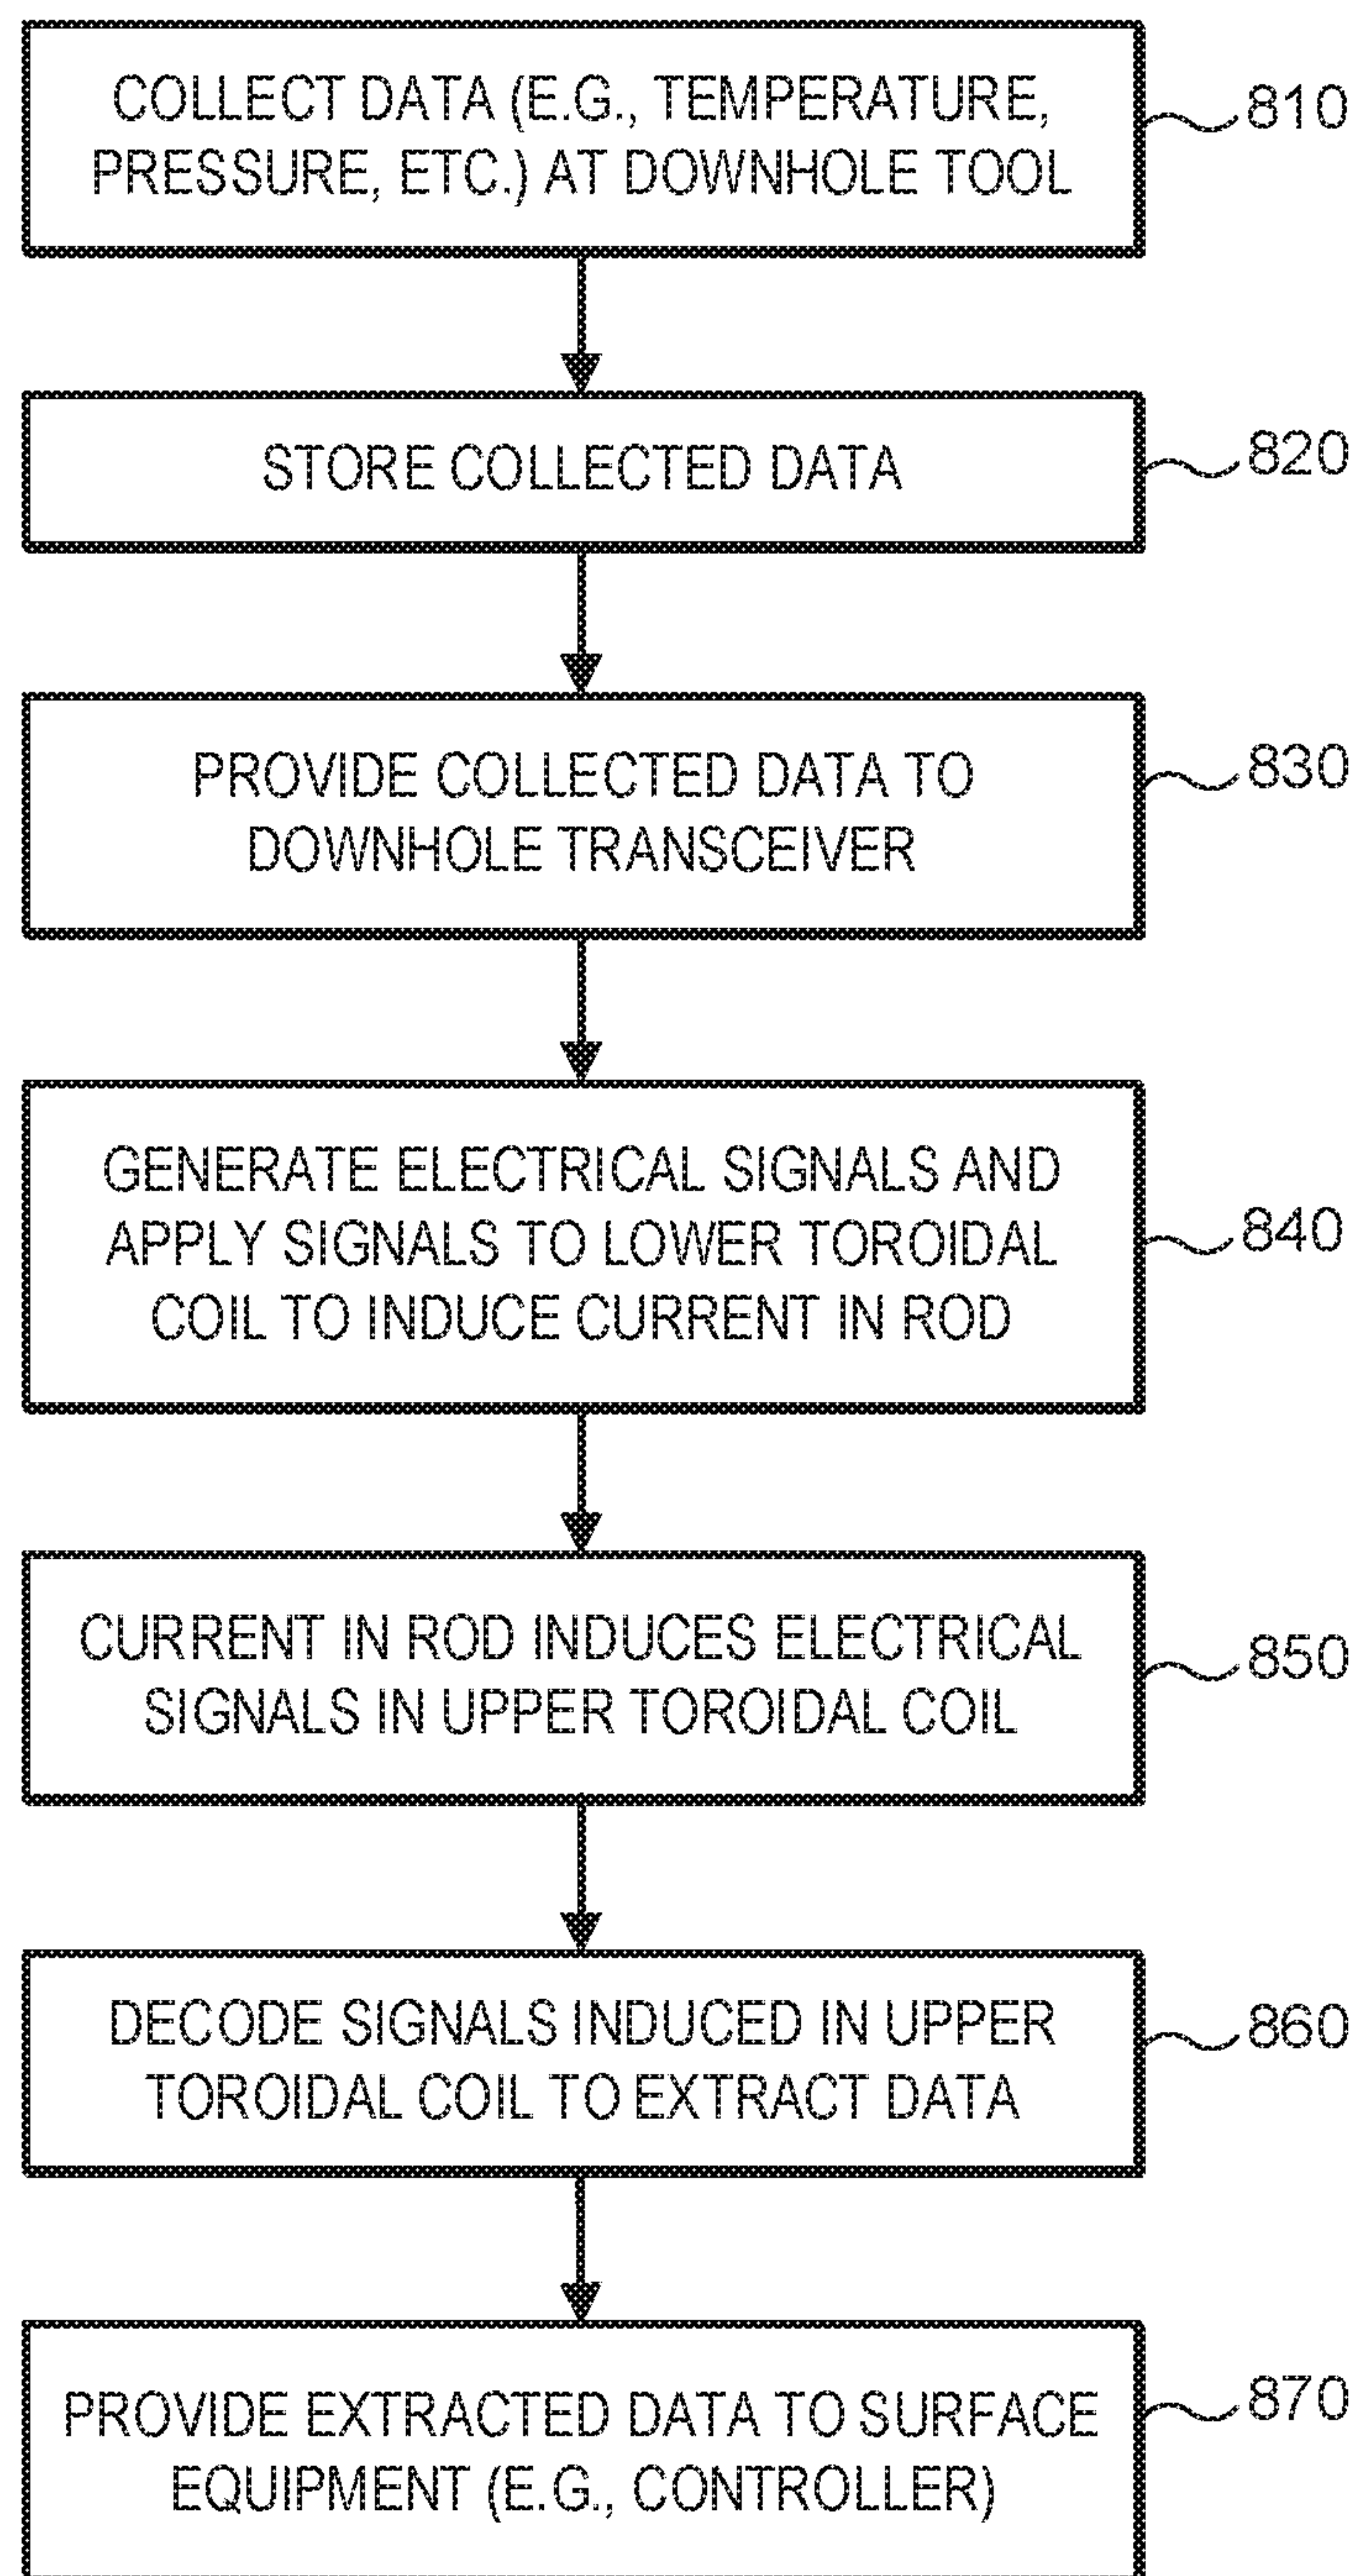 COLLECT DATA (E.G., TEMPERATURE,
PRESSURE, ETC.) AT DOWNHOLE TOOL
810
STORE COLLECTED DATA
820
PROVIDE COLLECTED DATA TO
DOWNHOLE TRANSCEIVER
830
GENERATE ELECTRICAL SIGNALS AND
APPLY SIGNALS TO LOWER TOROIDAL
COIL TO INDUCE CURRENT IN ROD
840
CURRENT IN ROD INDUCES ELECTRICAL
SIGNALS IN UPPER TOROIDAL COIL
850
DECODE SIGNALS INDUCED IN UPPER
TOROIDAL COIL TO EXTRACT DATA
860
PROVIDE EXTRACTED DATA TO SURFACE
EQUIPMENT (E.G., CONTROLLER)
870